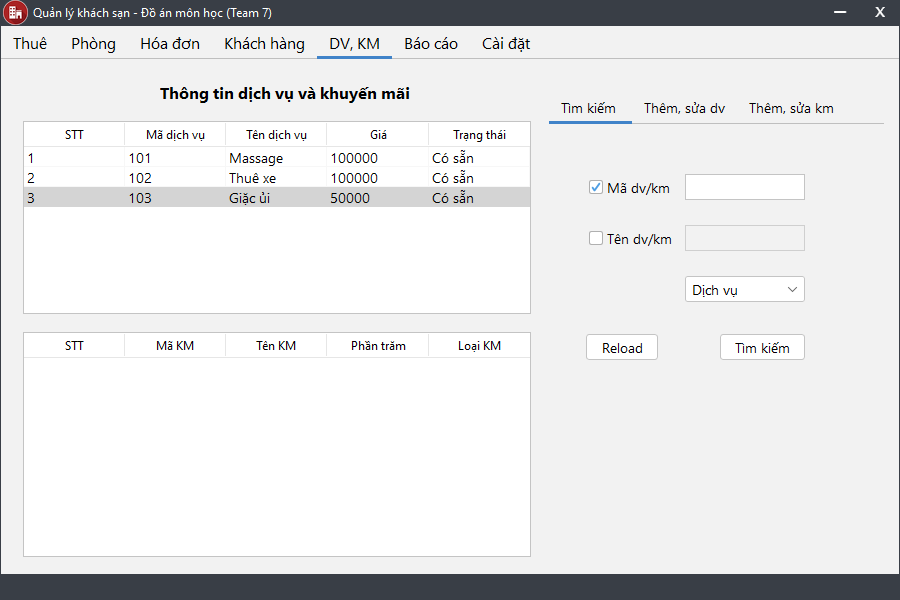 Quản lý khách sạn - Đồ án môn học (Team 7)
Thuê Phòng Hóa đơn Khách hàng DV, KM Báo cáo Cài đặt
Thông tin dịch vụ và khuyến mãi
STT Mã dịch vụ Tên dịch vụ Giá Trạng thái
1 101 Massage 100000 Có sẵn
2 102 Thuê xe 100000 Có sẵn
3 103 Giặc ủi 50000 Có sẵn
STT Mã KM Tên KM Phần trăm Loại KM
Tìm kiếm Thêm, sửa dv Thêm, sửa km
Mã dv/km
Tên dv/km
Dịch vụ
Reload Tìm kiếm